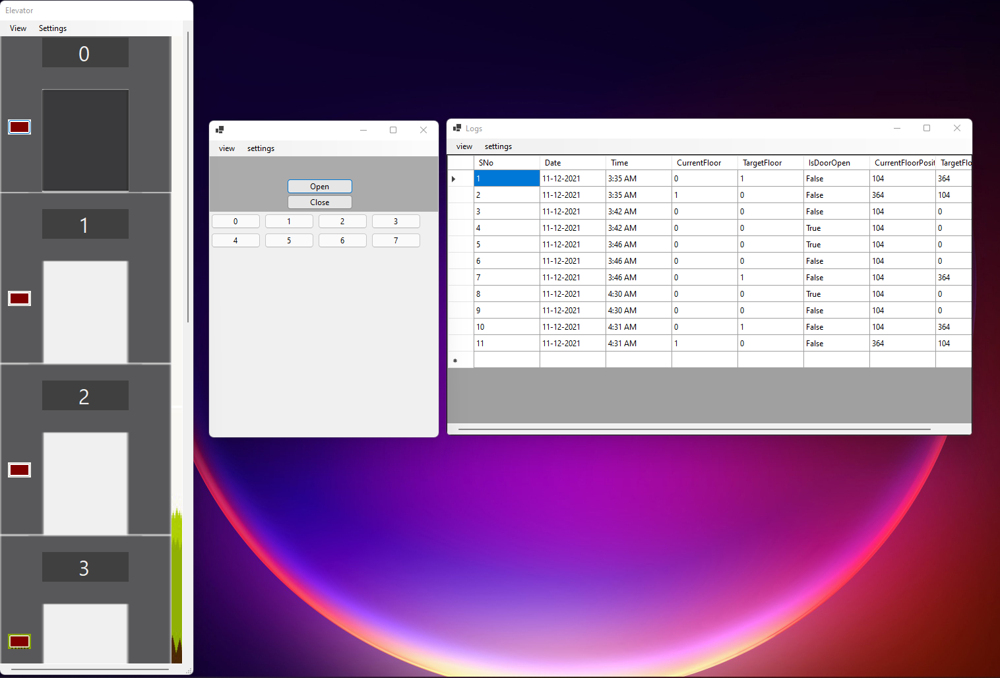 Elevator
View Settings
0
1
2
3
view settings
Open
Close
0 1 2 3
4 5 6 7
Logs
view settings
SNo Date Time CurrentFloor TargetFloor IsDoorOpen CurrentFloorPosit TargetFlo
1 11-12-2021 3:35 AM 0 1 False 104 364
2 11-12-2021 3:35 AM 1 0 False 364 104
3 11-12-2021 3:42 AM 0 0 False 104 0
4 11-12-2021 3:42 AM 0 0 True 104 0
5 11-12-2021 3:46 AM 0 0 True 104 0
6 11-12-2021 3:46 AM 0 0 False 104 0
7 11-12-2021 3:46 AM 0 1 False 104 364
8 11-12-2021 4:30 AM 0 0 True 104 0
9 11-12-2021 4:30 AM 0 0 False 104 0
10 11-12-2021 4:31 AM 0 1 False 104 364
11 11-12-2021 4:31 AM 1 0 False 364 104